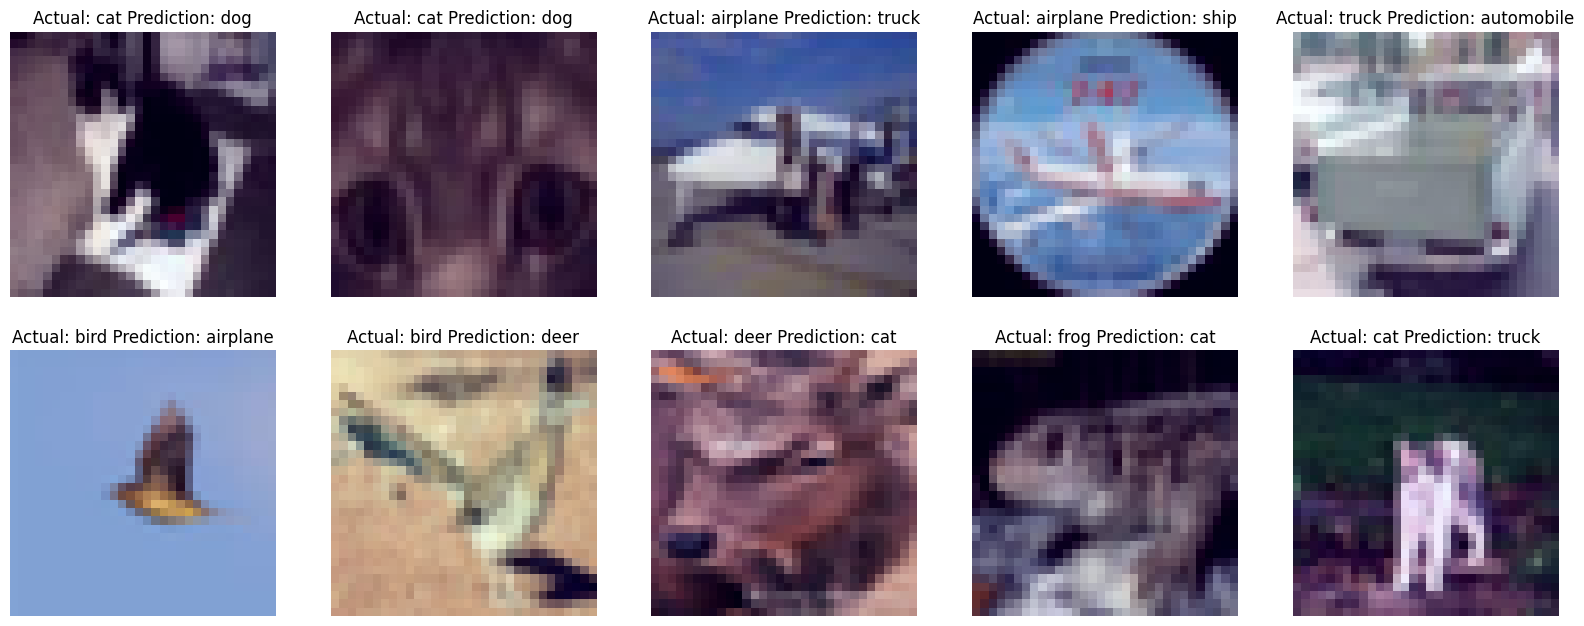 Actual: cat Prediction: dog
Actual: cat Prediction: dog
Actual: airplane Prediction: truck
Actual: airplane Prediction: ship
Actual: truck Prediction: automobile
Actual: bird Prediction: airplane
Actual: bird Prediction: deer
Actual: deer Prediction: cat
Actual: frog Prediction: cat
Actual: cat Prediction: truck